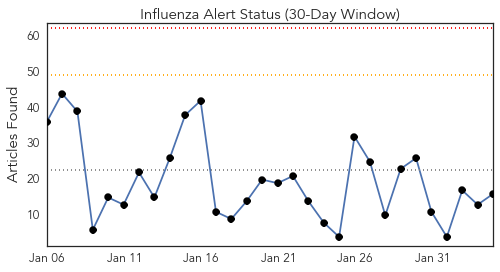 Influenza Alert Status (30-Day Window)
Articles Found
60
50
40
30
20
10
Jan 06 Jan 11 Jan 16 Jan 21 Jan 26 Jan 31